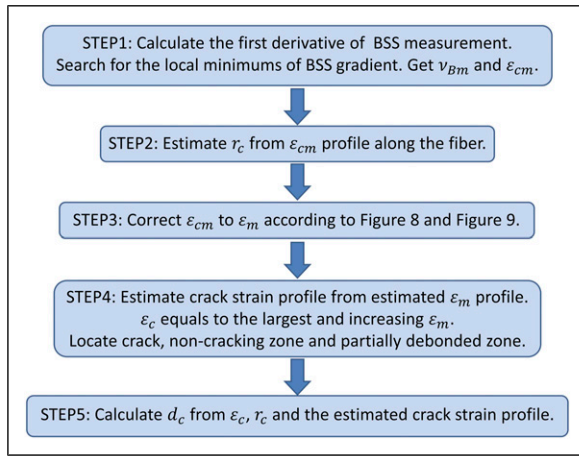 STEP1: Calculate the first derivative of BSS measurement.
Search for the local minimums of BSS gradient. Get ν_Bm and ε_cm.
STEP2: Estimate r_c from ε_cm profile along the fiber.
STEP3: Correct ε_cm to ε_m according to Figure 8 and Figure 9.
STEP4: Estimate crack strain profile from estimated ε_m profile.
ε_c equals to the largest and increasing ε_m.
Locate crack, non-cracking zone and partially debonded zone.
STEP5: Calculate d_c from ε_c, r_c and the estimated crack strain profile.